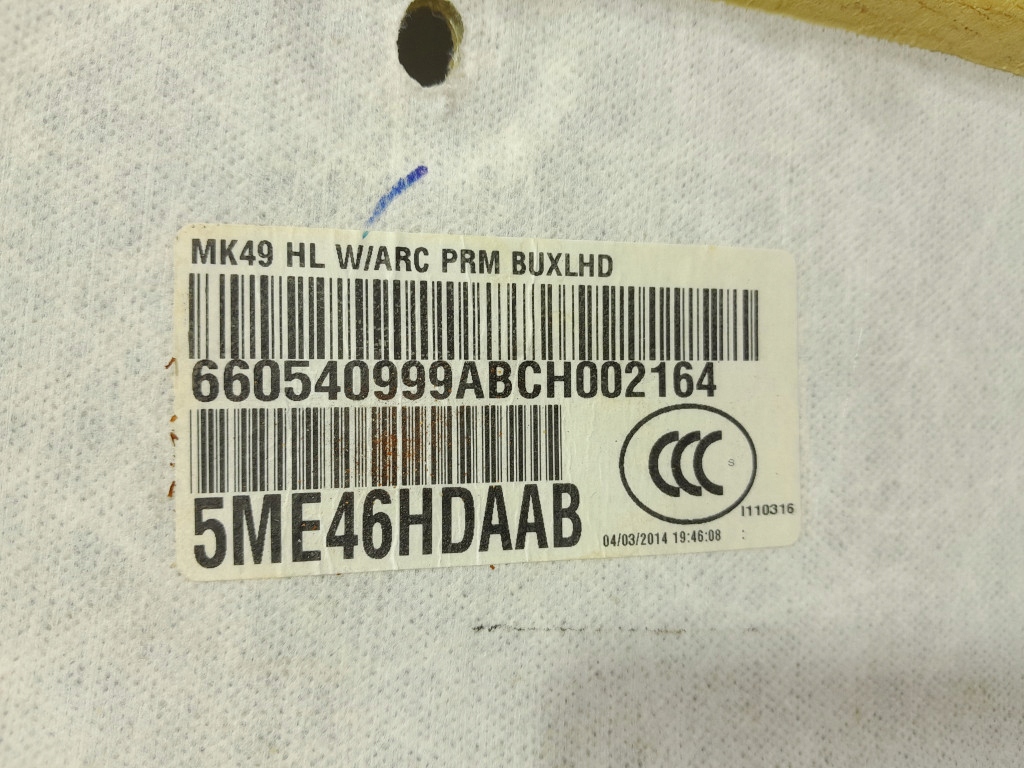 MK49 HL W/ARC PRM BUXLHD
660540999ABCH002164
CCC S
5ME46HDAAB
I110316
04/03/2014 19:46:08 :